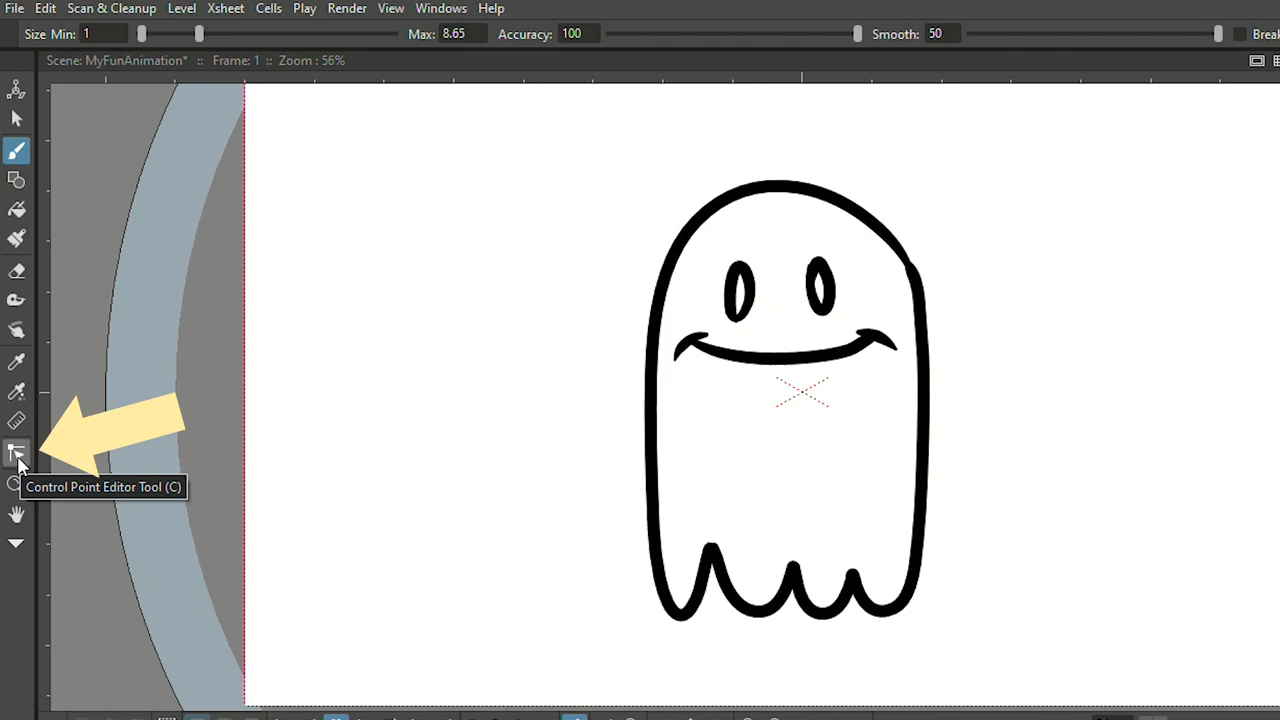 File Edit Scan & Cleanup Level Xsheet Cells Play Render View Windows Help
Size Min: 1 Max: 8.65 Accuracy: 100 Smooth: 50 Break
Scene: MyFunAnimation* :: Frame: 1 :: Zoom : 56%
Control Point Editor Tool (C)